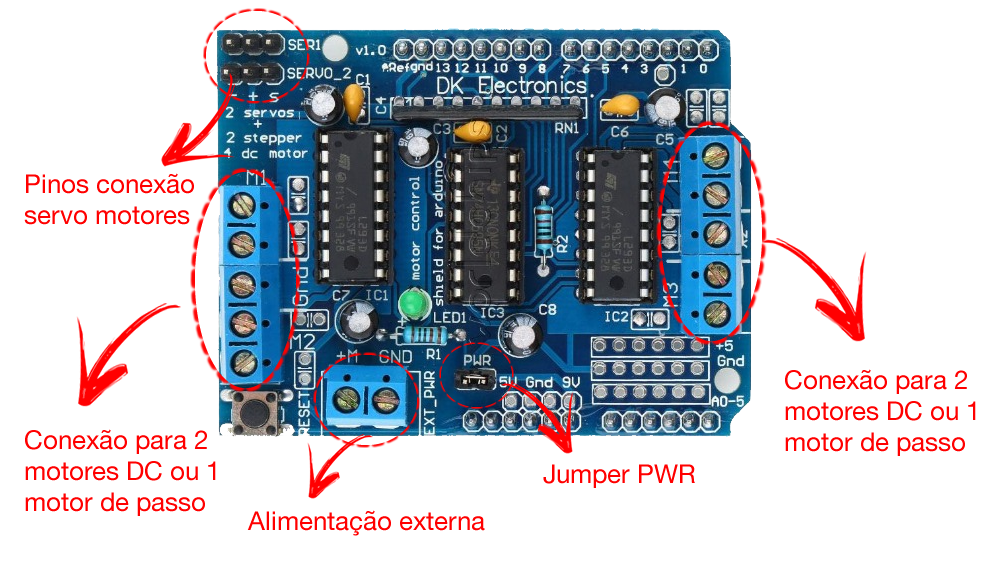 SER1
v1.0
ARefgnd 13 12 11 10 9 8
7 6 5 4 3 1 0
SERVO_2
- + S
2 servos
+
2 stepper
4 dc motor
C1
C4
DK Electronics
RN1
C3
C2
C6
C5
M4
Pinos conexão
servo motores
M1
motor control
shield for arduino
R2
Gnd
C7
IC1
LED1
IC3
C8
IC2
M3
M2
R1
+M
GND
PWR
+5
Gnd
5V Gnd 9V
A0-5
RESET
EXT_PWR
Conexão para 2
motores DC ou 1
motor de passo
Conexão para 2
motores DC ou 1
motor de passo
Jumper PWR
Alimentação externa